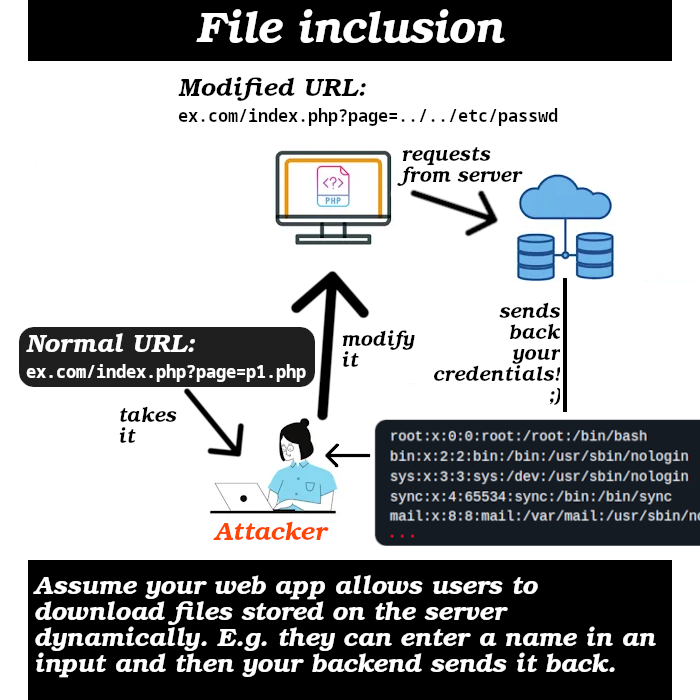 File inclusion
Modified URL:
ex.com/index.php?page=../../etc/passwd
requests
from server
<?>
PHP
sends
back
your
credentials!
;)
Normal URL:
ex.com/index.php?page=p1.php
modify
it
takes
it
root:x:0:0:root:/root:/bin/bash
bin:x:2:2:bin:/bin:/usr/sbin/nologin
sys:x:3:3:sys:/dev:/usr/sbin/nologin
sync:x:4:65534:sync:/bin:/bin/sync
mail:x:8:8:mail:/var/mail:/usr/sbin/no
...
Attacker
Assume your web app allows users to
download files stored on the server
dynamically. E.g. they can enter a name in an
input and then your backend sends it back.